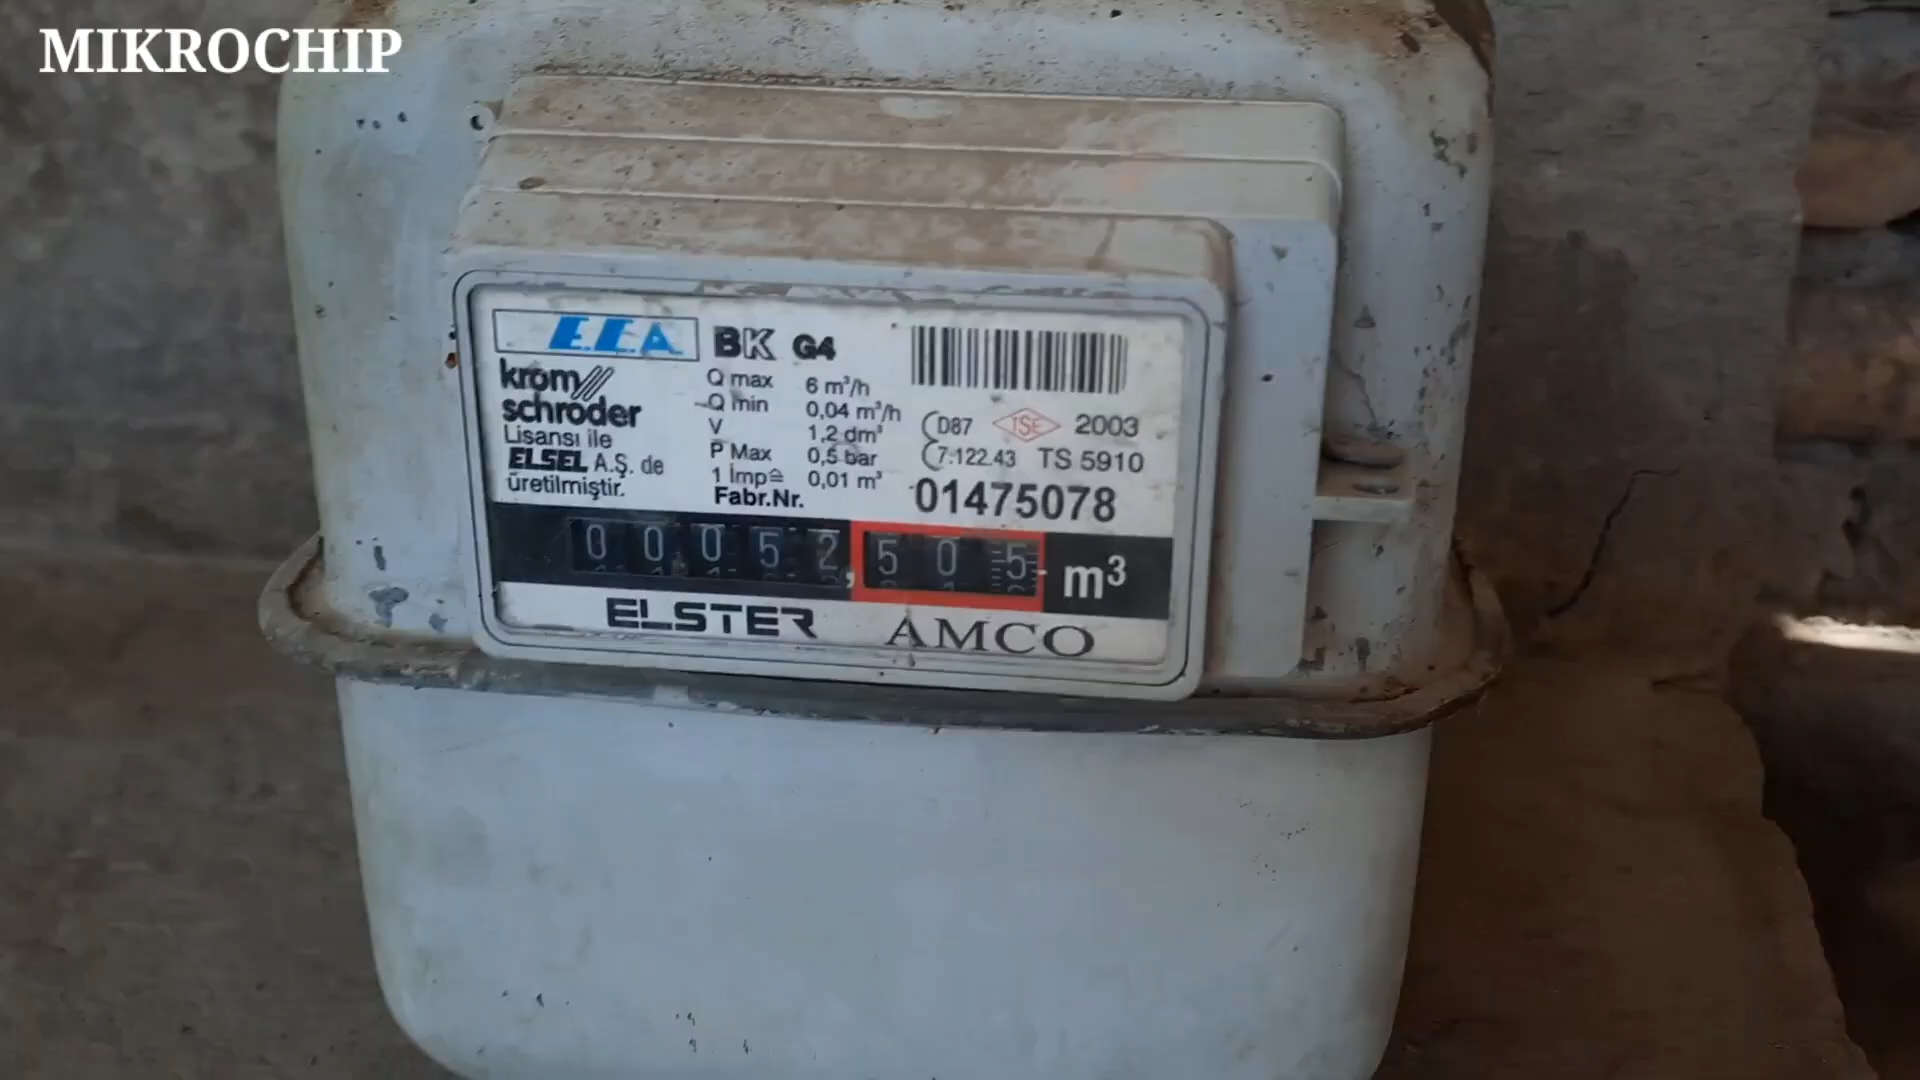 MIKROCHIP
E.C.A. BK G4
krom schröder
Lisansı ile
ELSEL A.Ş. de
üretilmiştir.
Q max 6 m³/h
Q min 0,04 m³/h
V 1,2 dm³
P Max 0,5 bar
1 İmp≙ 0,01 m³
Fabr.Nr. 01475078
D87 TSE 2003
7.122.43 TS 5910
00052,505 m³
ELSTER AMCO